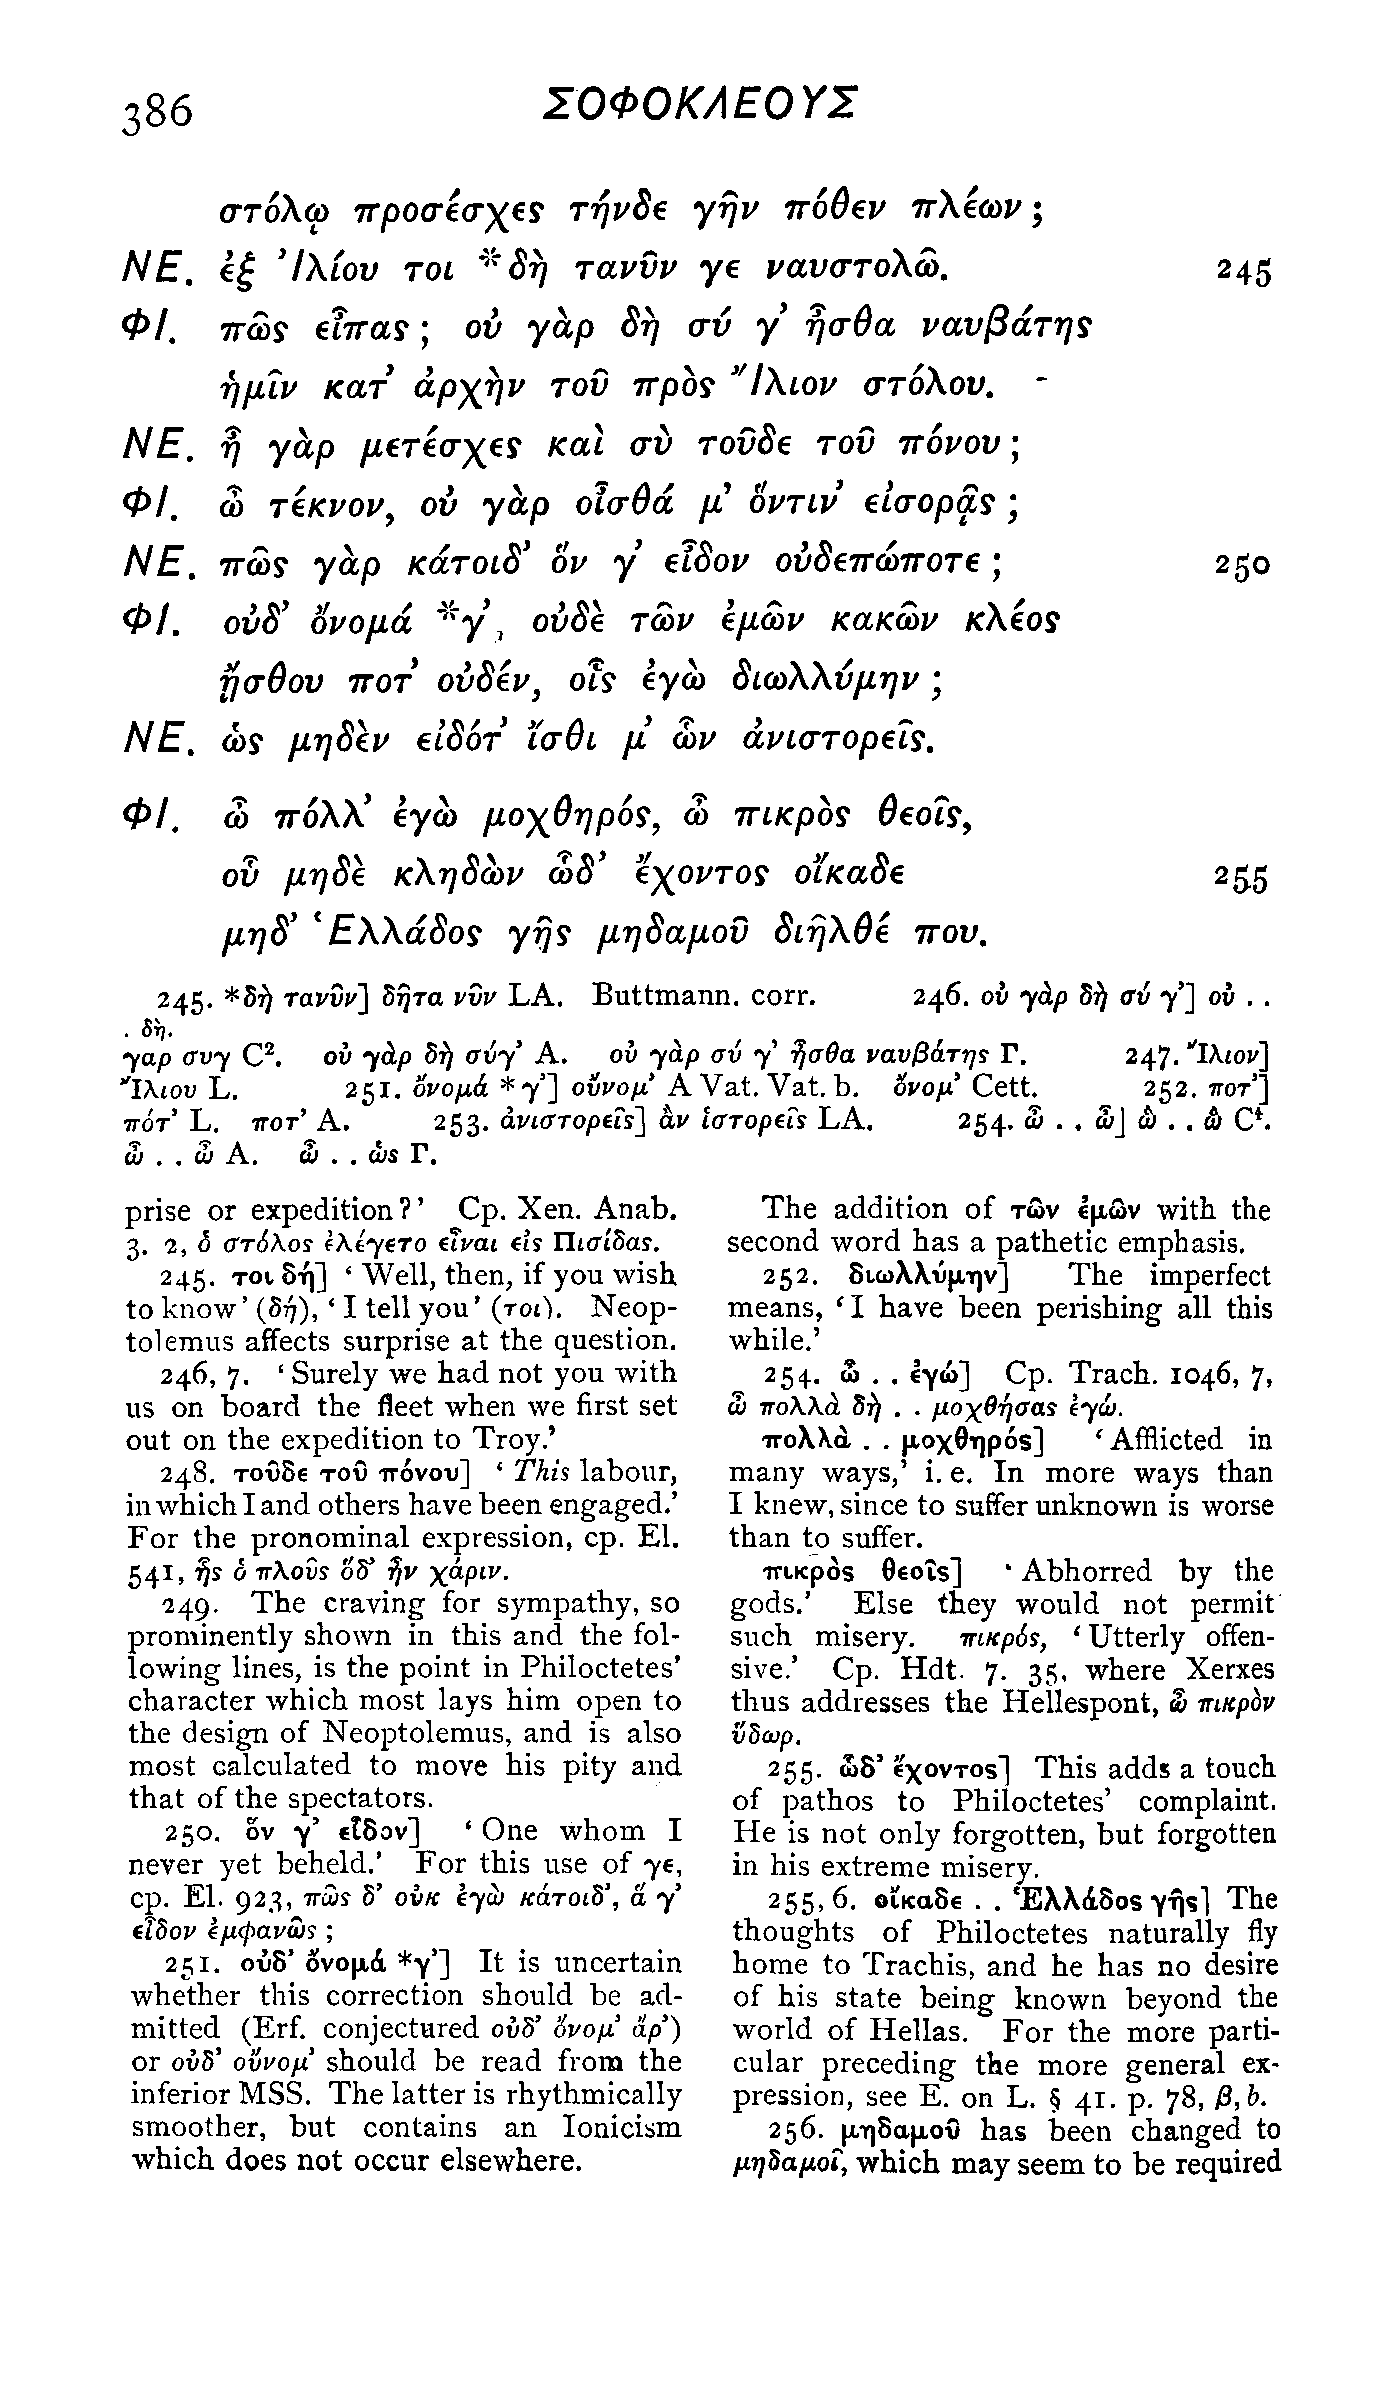 386
ΣΟΦΟΚΛΕΟΥΣ
στόλῳ προσέσχες τήνδε γῆν πόθεν πλέων;
ΝΕ. ἐξ Ἰλίου τοι *δὴ τανῦν γε ναυστολῶ. 245
ΦΙ. πῶς εἶπας; οὐ γὰρ δὴ σύ γ’ ἦσθα ναυβάτης
ἡμῖν κατ’ ἀρχὴν τοῦ πρὸς Ἴλιον στόλου.
ΝΕ. ἦ γὰρ μετέσχες καὶ σὺ τοῦδε τοῦ πόνου;
ΦΙ. ὦ τέκνον, οὐ γὰρ οἶσθά μ’ ὅντιν’ εἰσορᾷς;
ΝΕ. πῶς γὰρ κάτοιδ’ ὅν γ’ εἶδον οὐδεπώποτε; 250
ΦΙ. οὐδ’ ὄνομά *γ’, οὐδὲ τῶν ἐμῶν κακῶν κλέος
ᾔσθου ποτ’ οὐδέν, οἷς ἐγὼ διωλλύμην;
ΝΕ. ὡς μηδὲν εἰδότ’ ἴσθι μ’ ὧν ἀνιστορεῖς.
ΦΙ. ὦ πόλλ’ ἐγὼ μοχθηρός, ὦ πικρὸς θεοῖς,
οὗ μηδὲ κληδὼν ὧδ’ ἔχοντος οἴκαδε 255
μηδ’ Ἑλλάδος γῆς μηδαμοῦ διῆλθέ που.
245. *δὴ τανῦν] δῆτα νῦν LA. Buttmann. corr. 246. οὐ γὰρ δὴ σύ γ’] οὐ . .
. δὴ.
γαρ συγ C². οὐ γὰρ δὴ σύγ’ A. οὐ γὰρ σύ γ’ ἦσθα ναυβάτης Γ. 247. Ἴλιον]
Ἴλιου L. 251. ὄνομά *γ’] οὔνομ’ A Vat. Vat. b. ὄνομ’ Cett. 252. ποτ’]
πότ’ L. ποτ’ A. 253. ἀνιστορεῖς] ἂν ἱστορεῖς LA. 254. ὦ . . ὦ] ὢ . . ὢ C⁴.
ὦ . . ὦ A. ὦ . . ὡς Γ.
prise or expedition?’ Cp. Xen. Anab.
3. 2, ὁ στόλος ἐλέγετο εἶναι εἰς Πισίδας.
245. τοι δή] ‘Well, then, if you wish
to know’ (δή), ‘I tell you’ (τοι). Neop-
tolemus affects surprise at the question.
246, 7. ‘Surely we had not you with
us on board the fleet when we first set
out on the expedition to Troy.’
248. τοῦδε τοῦ πόνου] ‘This labour,
in which I and others have been engaged.’
For the pronominal expression, cp. El.
541, ἧς ὁ πλοῦς ὅδ’ ἦν χάριν.
249. The craving for sympathy, so
prominently shown in this and the fol-
lowing lines, is the point in Philoctetes’
character which most lays him open to
the design of Neoptolemus, and is also
most calculated to move his pity and
that of the spectators.
250. ὅν γ’ εἶδον] ‘One whom I
never yet beheld.’ For this use of γε,
cp. El. 923, πῶς δ’ οὐκ ἐγὼ κάτοιδ’, ἅ γ’
εἶδον ἐμφανῶς;
251. οὐδ’ ὄνομά *γ’] It is uncertain
whether this correction should be ad-
mitted (Erf. conjectured οὐδ’ ὄνομ’ ἄρ’)
or οὐδ’ οὔνομ’ should be read from the
inferior MSS. The latter is rhythmically
smoother, but contains an Ionicism
which does not occur elsewhere.
The addition of τῶν ἐμῶν with the
second word has a pathetic emphasis.
252. διωλλύμην] The imperfect
means, ‘I have been perishing all this
while.’
254. ὦ . . ἐγώ] Cp. Trach. 1046, 7,
ὦ πολλὰ δὴ . . μοχθήσας ἐγώ.
πολλὰ . . μοχθηρός] ‘Afflicted in
many ways,’ i. e. In more ways than
I knew, since to suffer unknown is worse
than to suffer.
πικρὸς θεοῖς] ‘Abhorred by the
gods.’ Else they would not permit
such misery. πικρός, ‘Utterly offen-
sive.’ Cp. Hdt. 7. 35, where Xerxes
thus addresses the Hellespont, ὦ πικρὸν
ὕδωρ.
255. ὧδ’ ἔχοντος] This adds a touch
of pathos to Philoctetes’ complaint.
He is not only forgotten, but forgotten
in his extreme misery.
255, 6. οἴκαδε . . Ἑλλάδος γῆς] The
thoughts of Philoctetes naturally fly
home to Trachis, and he has no desire
of his state being known beyond the
world of Hellas. For the more parti-
cular preceding the more general ex-
pression, see E. on L. § 41. p. 78, β, b.
256. μηδαμοῦ has been changed to
μηδαμοῖ, which may seem to be required